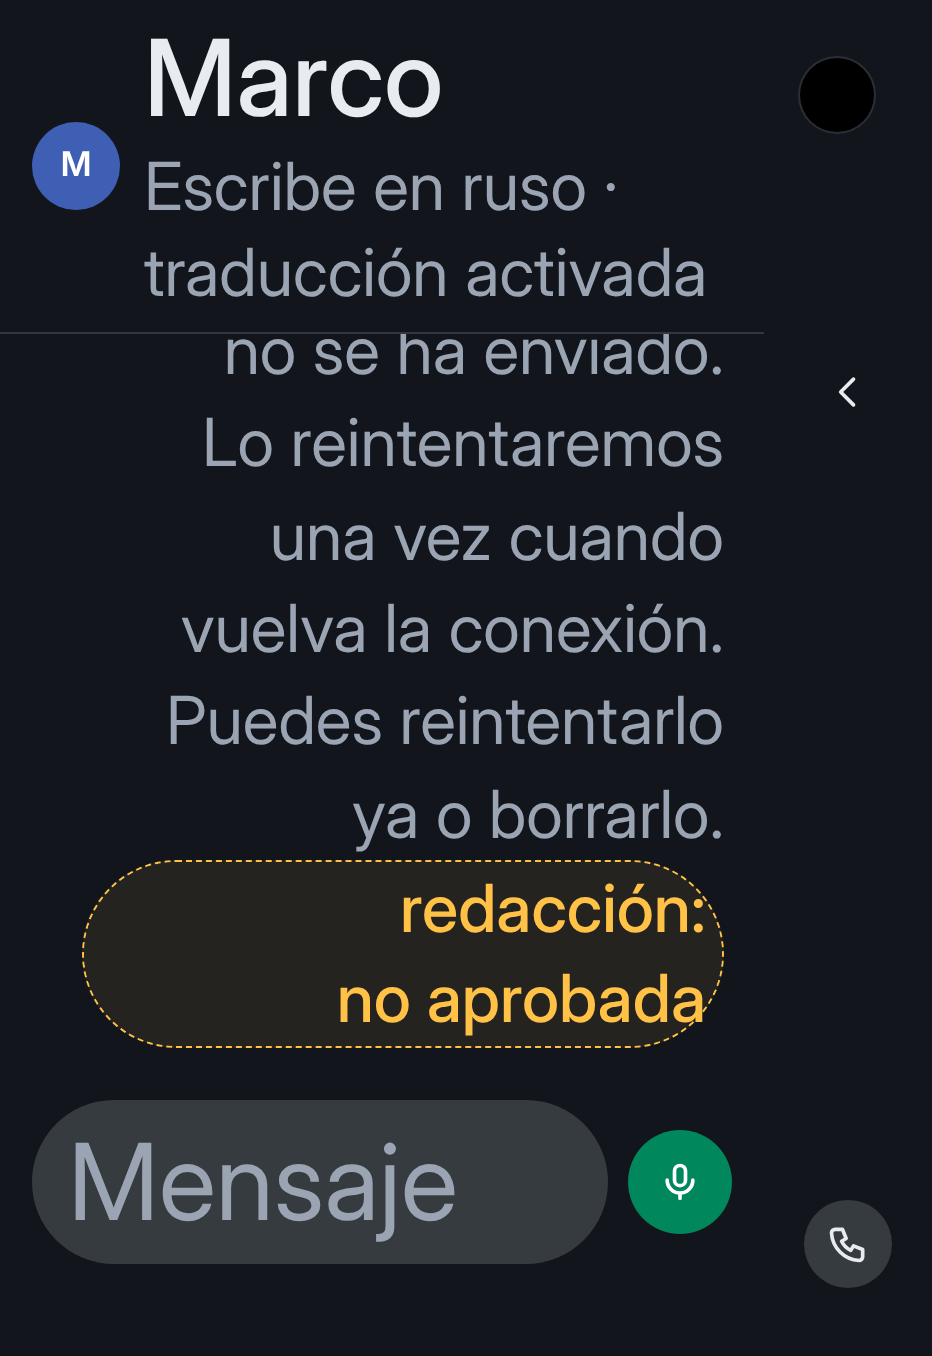 Marco
M
Escribe en ruso ·
traducción activada
no se ha enviado.
Lo reintentaremos
una vez cuando
vuelva la conexión.
Puedes reintentarlo
ya o borrarlo.
redacción:
no aprobada
Mensaje